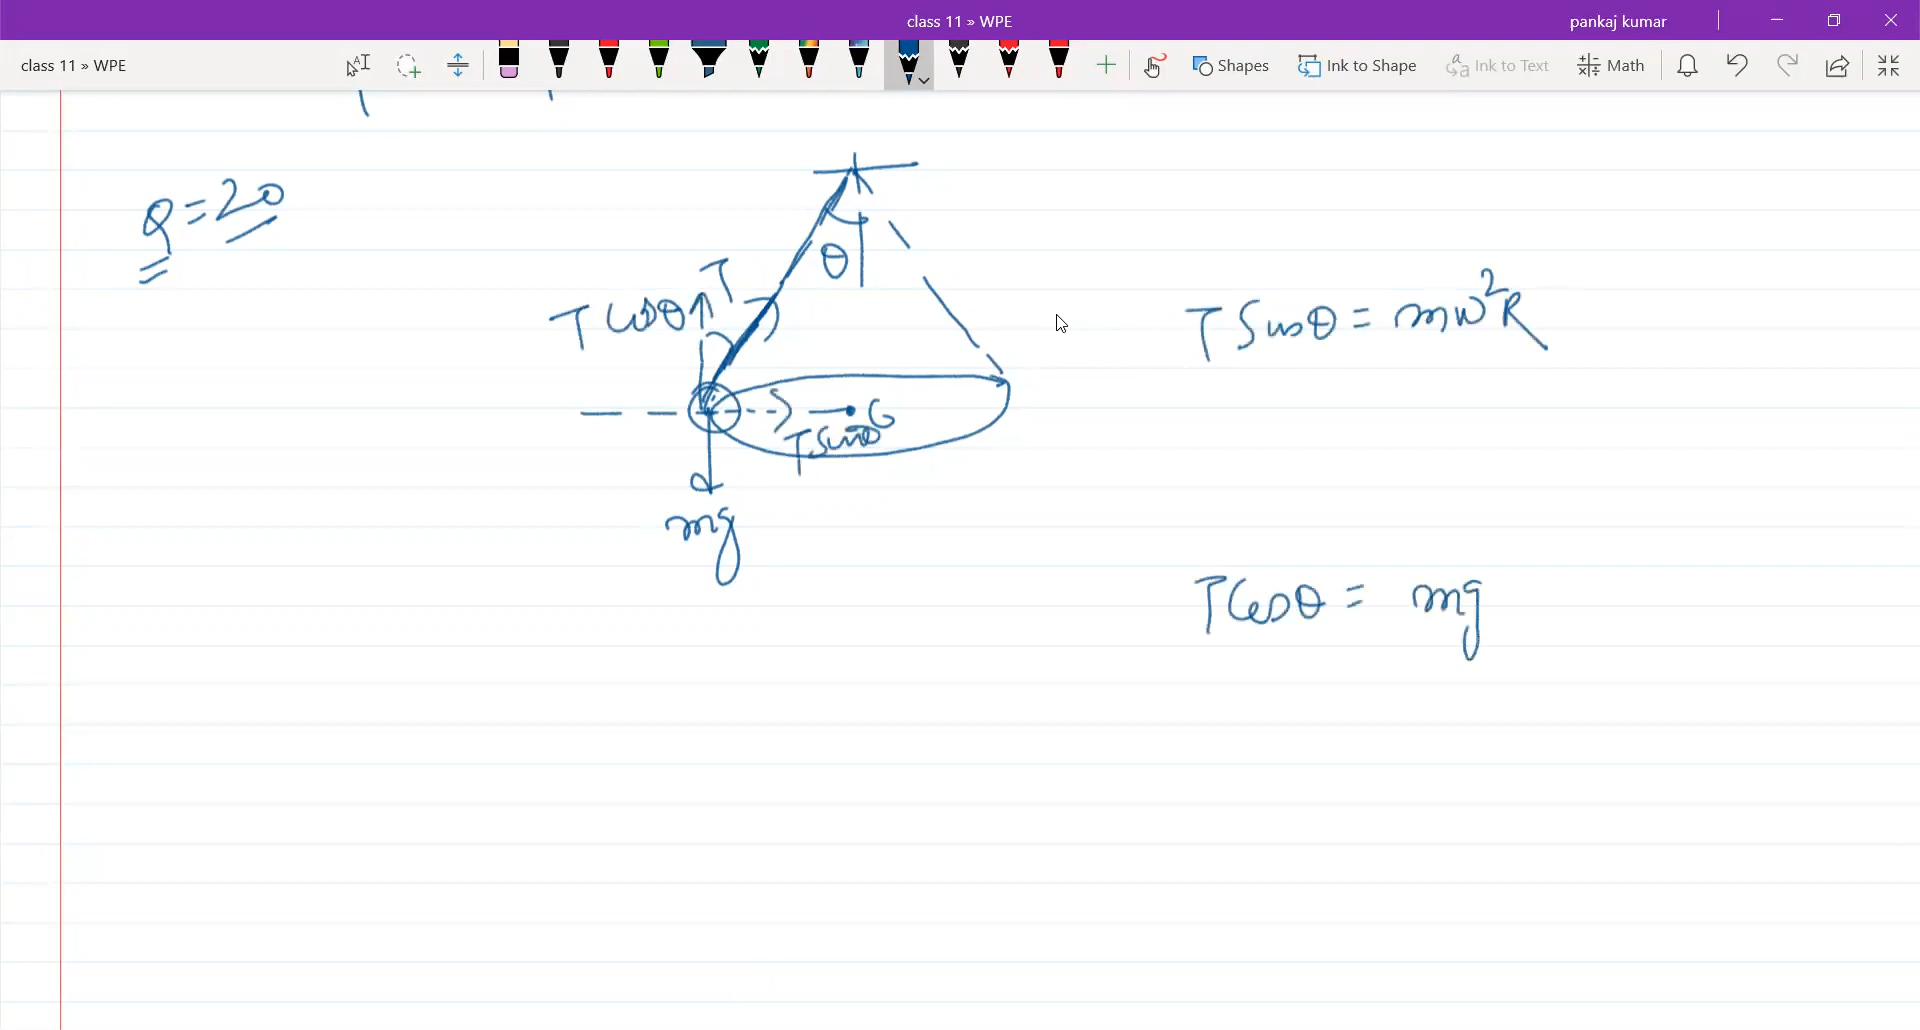 class 11 » WPE
pankaj kumar
class 11 » WPE
Shapes
Ink to Shape
Ink to Text
Math
Q = 20
θ
T
T cosθ
T sinθ
C
mg
T sinθ = mω²R
T cosθ = mg